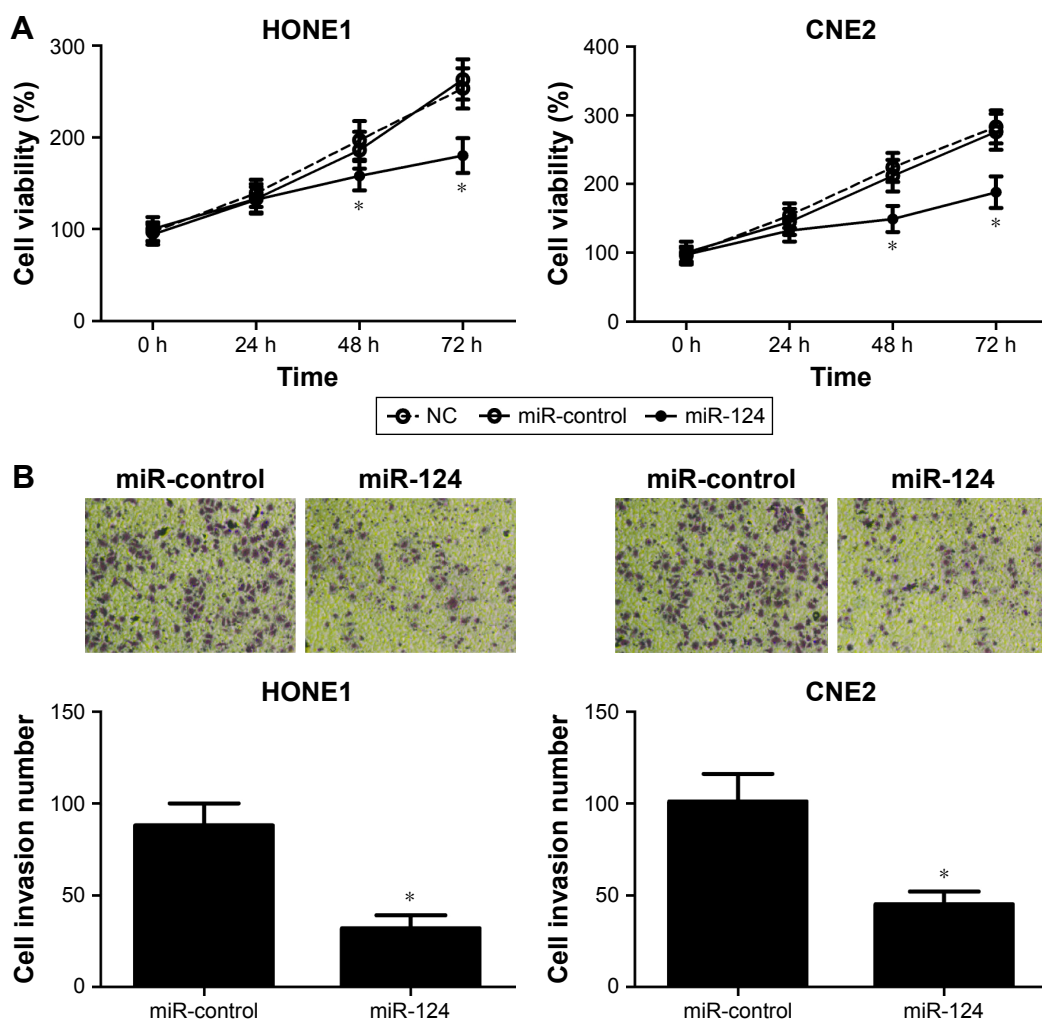 A
HONE1
CNE2
Cell viability (%)
300
200
100
0
0 h 24 h 48 h 72 h
Time
*
*
Cell viability (%)
400
300
200
100
0
0 h 24 h 48 h 72 h
Time
*
*
NC miR-control miR-124
B
miR-control miR-124 miR-control miR-124
HONE1
CNE2
Cell invasion number
150
100
50
0
*
miR-control miR-124
Cell invasion number
150
100
50
0
*
miR-control miR-124